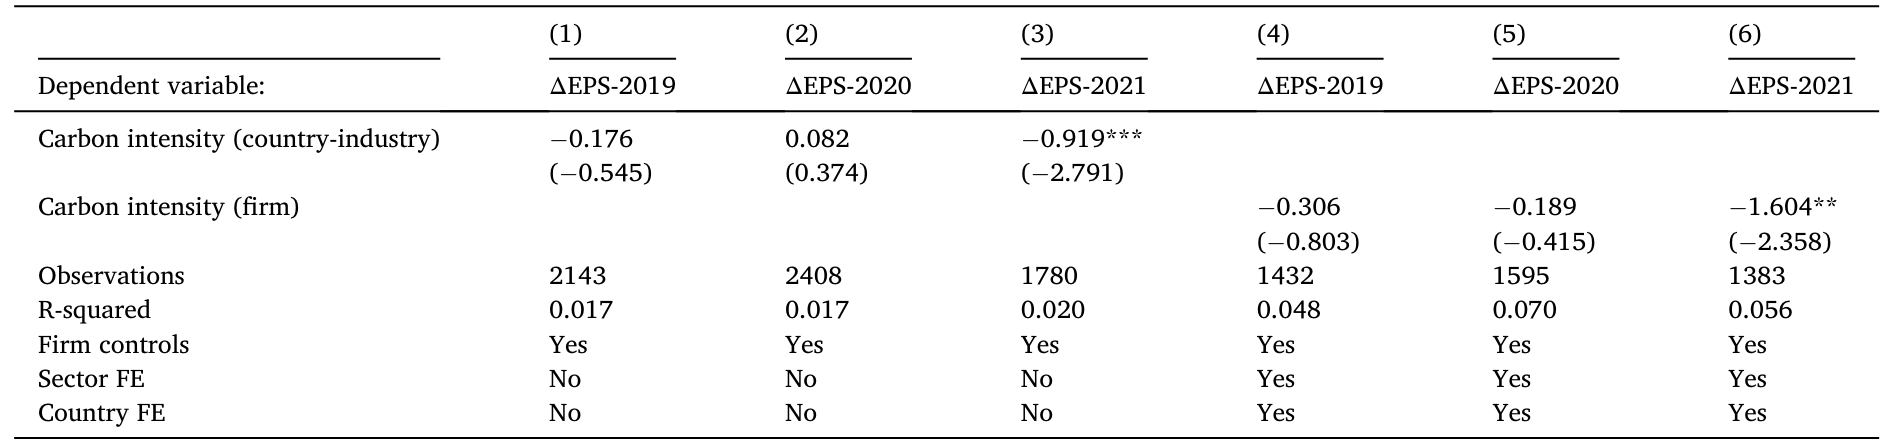 (1) (2) (3) (4) (5) (6)
Dependent variable: ΔEPS-2019 ΔEPS-2020 ΔEPS-2021 ΔEPS-2019 ΔEPS-2020 ΔEPS-2021
Carbon intensity (country-industry) −0.176 0.082 −0.919***
(−0.545) (0.374) (−2.791)
Carbon intensity (firm) −0.306 −0.189 −1.604**
(−0.803) (−0.415) (−2.358)
Observations 2143 2408 1780 1432 1595 1383
R-squared 0.017 0.017 0.020 0.048 0.070 0.056
Firm controls Yes Yes Yes Yes Yes Yes
Sector FE No No No Yes Yes Yes
Country FE No No No Yes Yes Yes